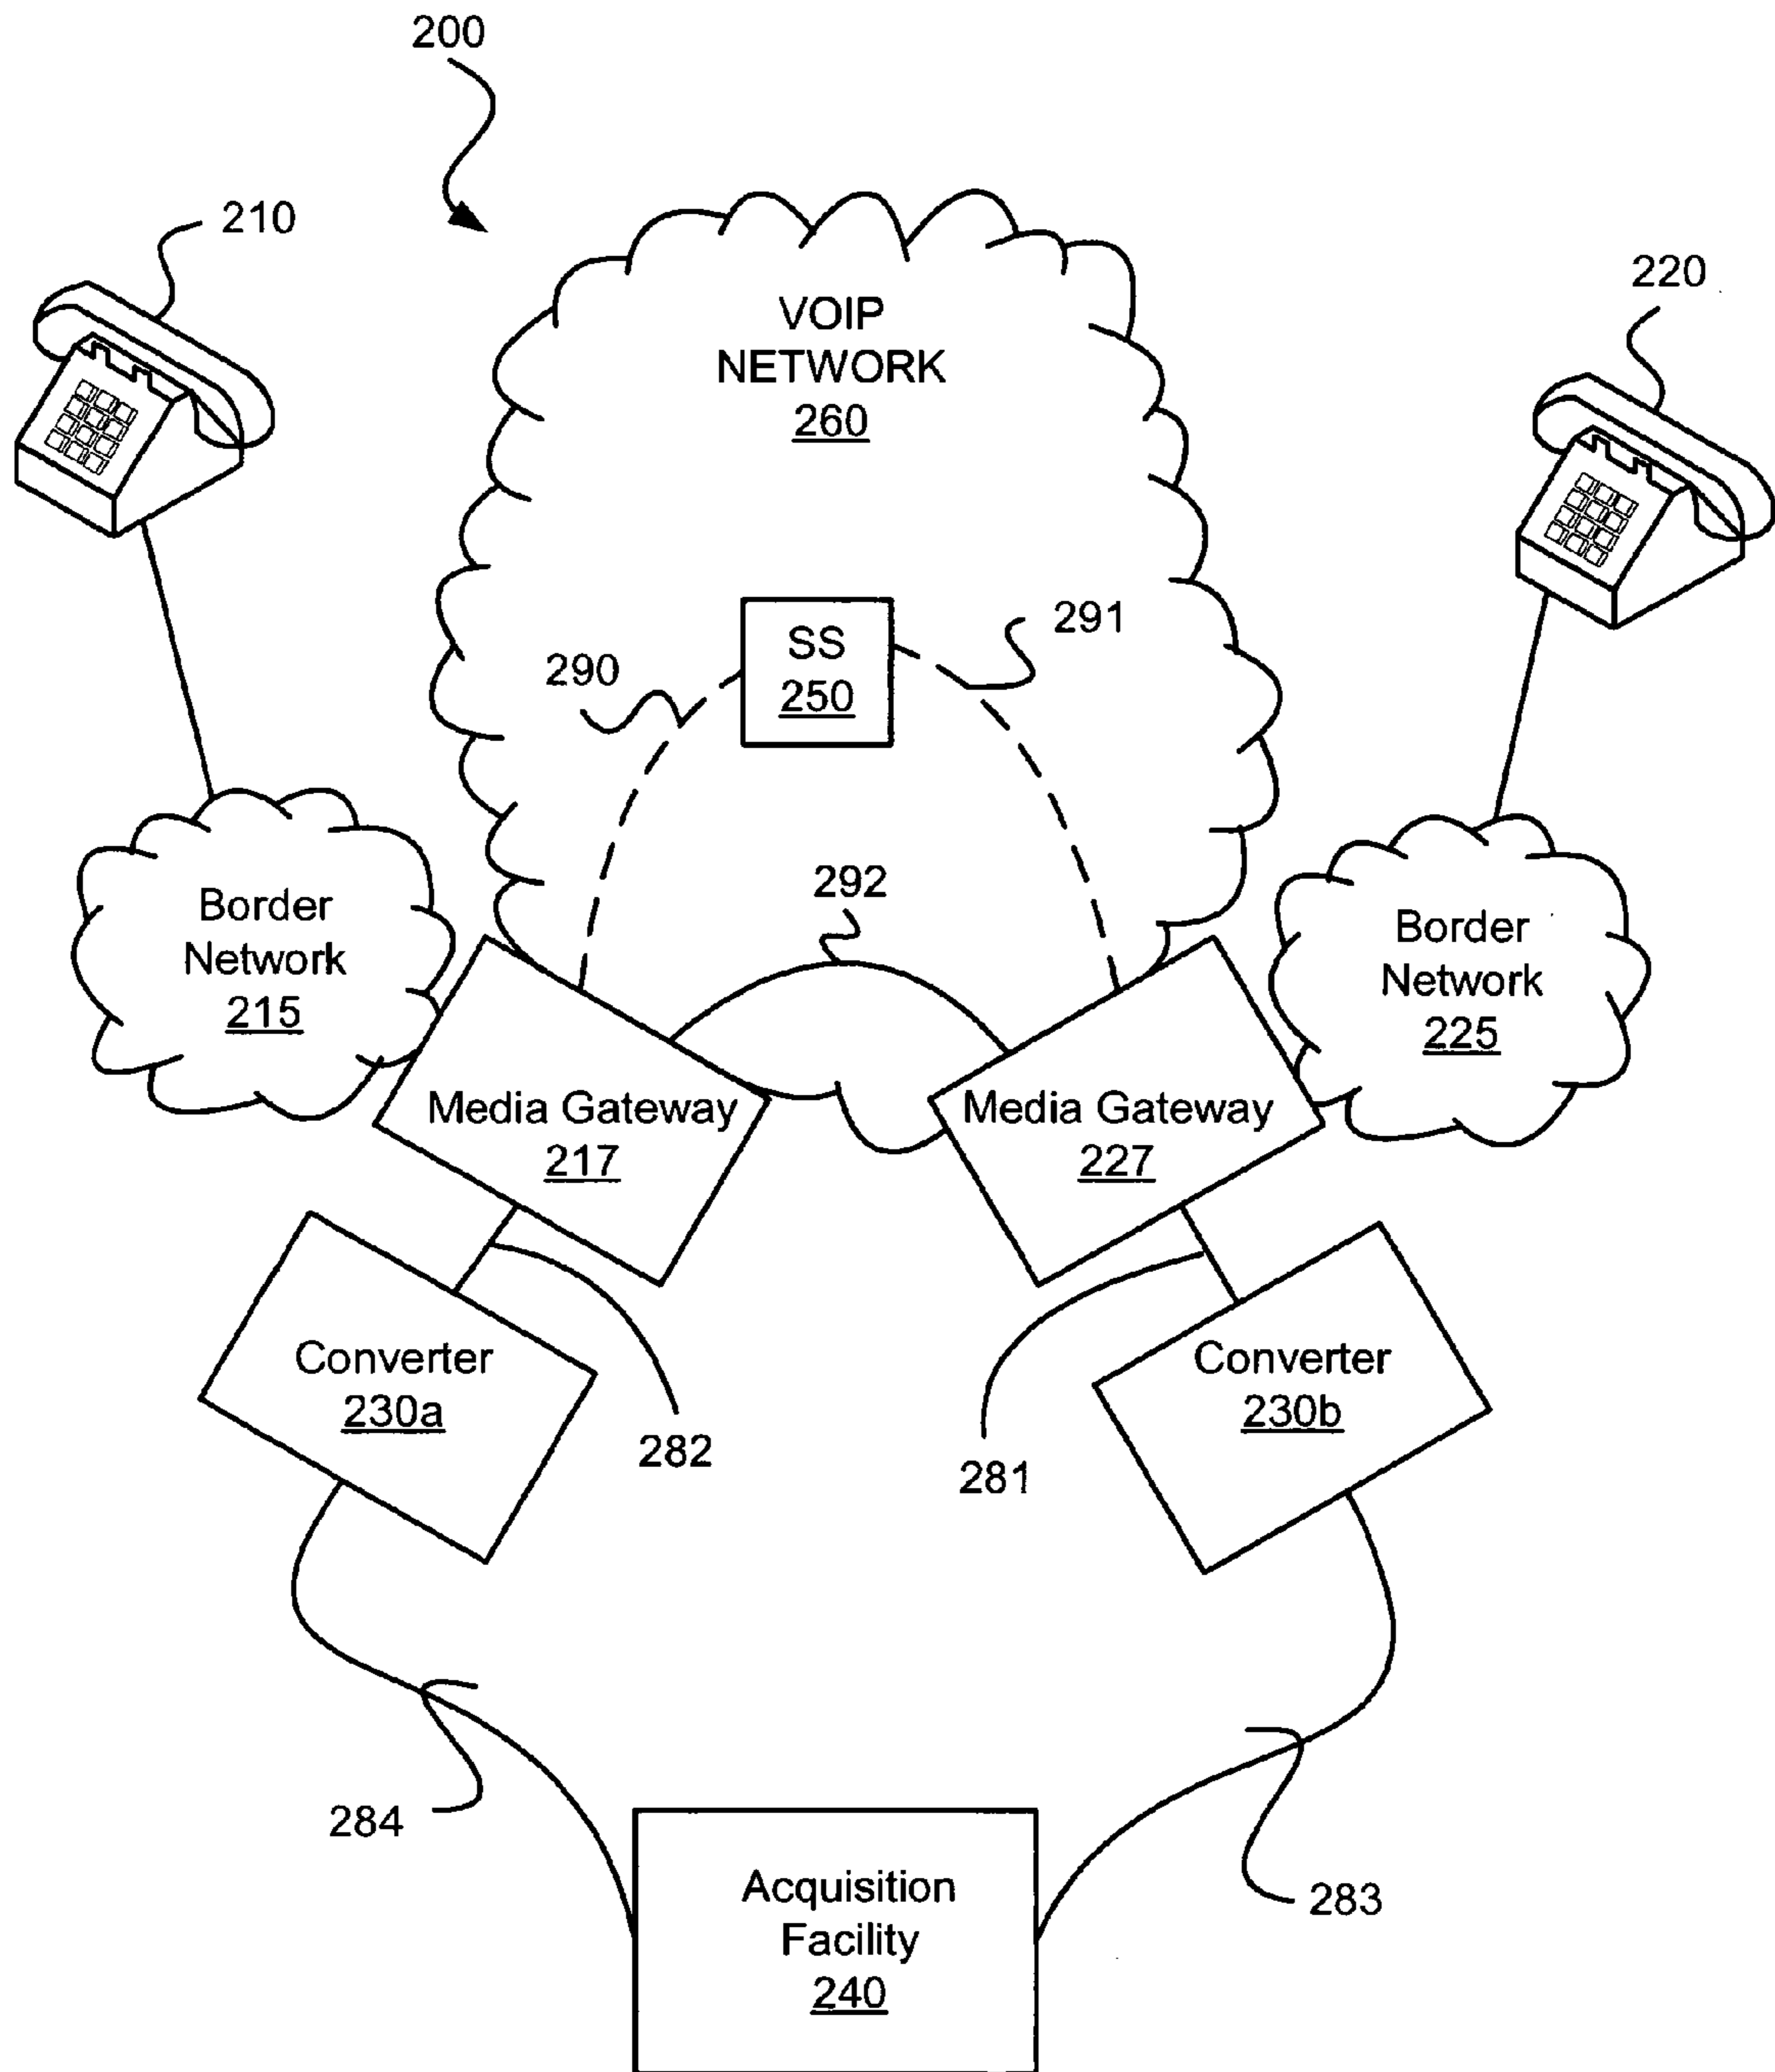 200
210
220
VOIP
NETWORK
260
SS
250
291
290
292
Border
Network
215
Border
Network
225
Media Gateway
217
Media Gateway
227
Converter
230a
Converter
230b
282
281
284
283
Acquisition
Facility
240